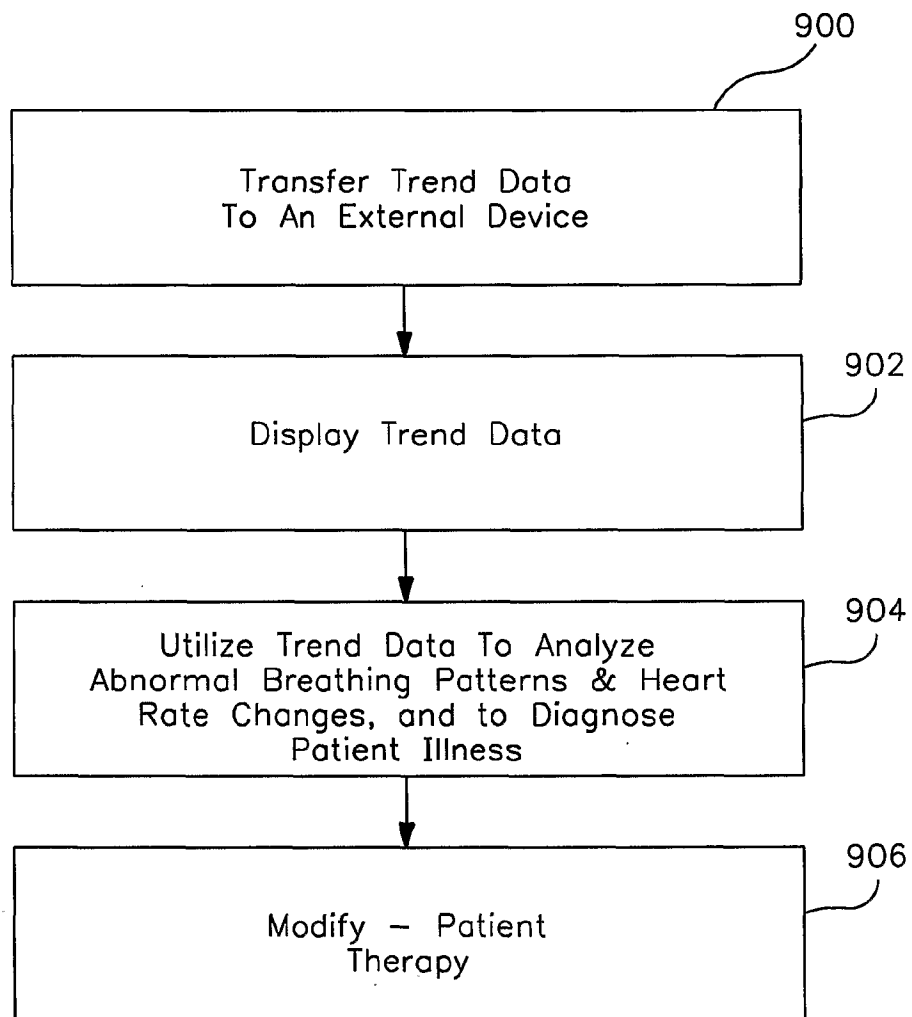 900
Transfer Trend Data
To An External Device
902
Display Trend Data
904
Utilize Trend Data To Analyze
Abnormal Breathing Patterns & Heart
Rate Changes, and to Diagnose
Patient Illness
906
Modify – Patient
Therapy